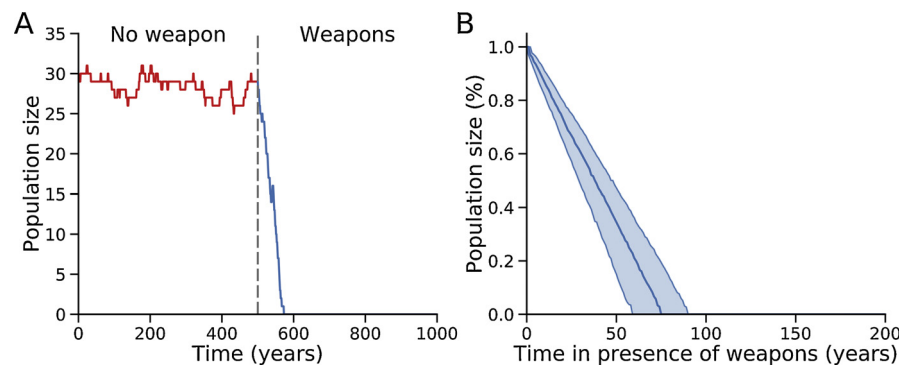 A
No weapon
Weapons
35
30
25
20
15
10
5
0
Population size
0 200 400 600 800 1000
Time (years)
B
1.0
0.8
0.6
0.4
0.2
0.0
Population size (%)
0 50 100 150 200
Time in presence of weapons (years)